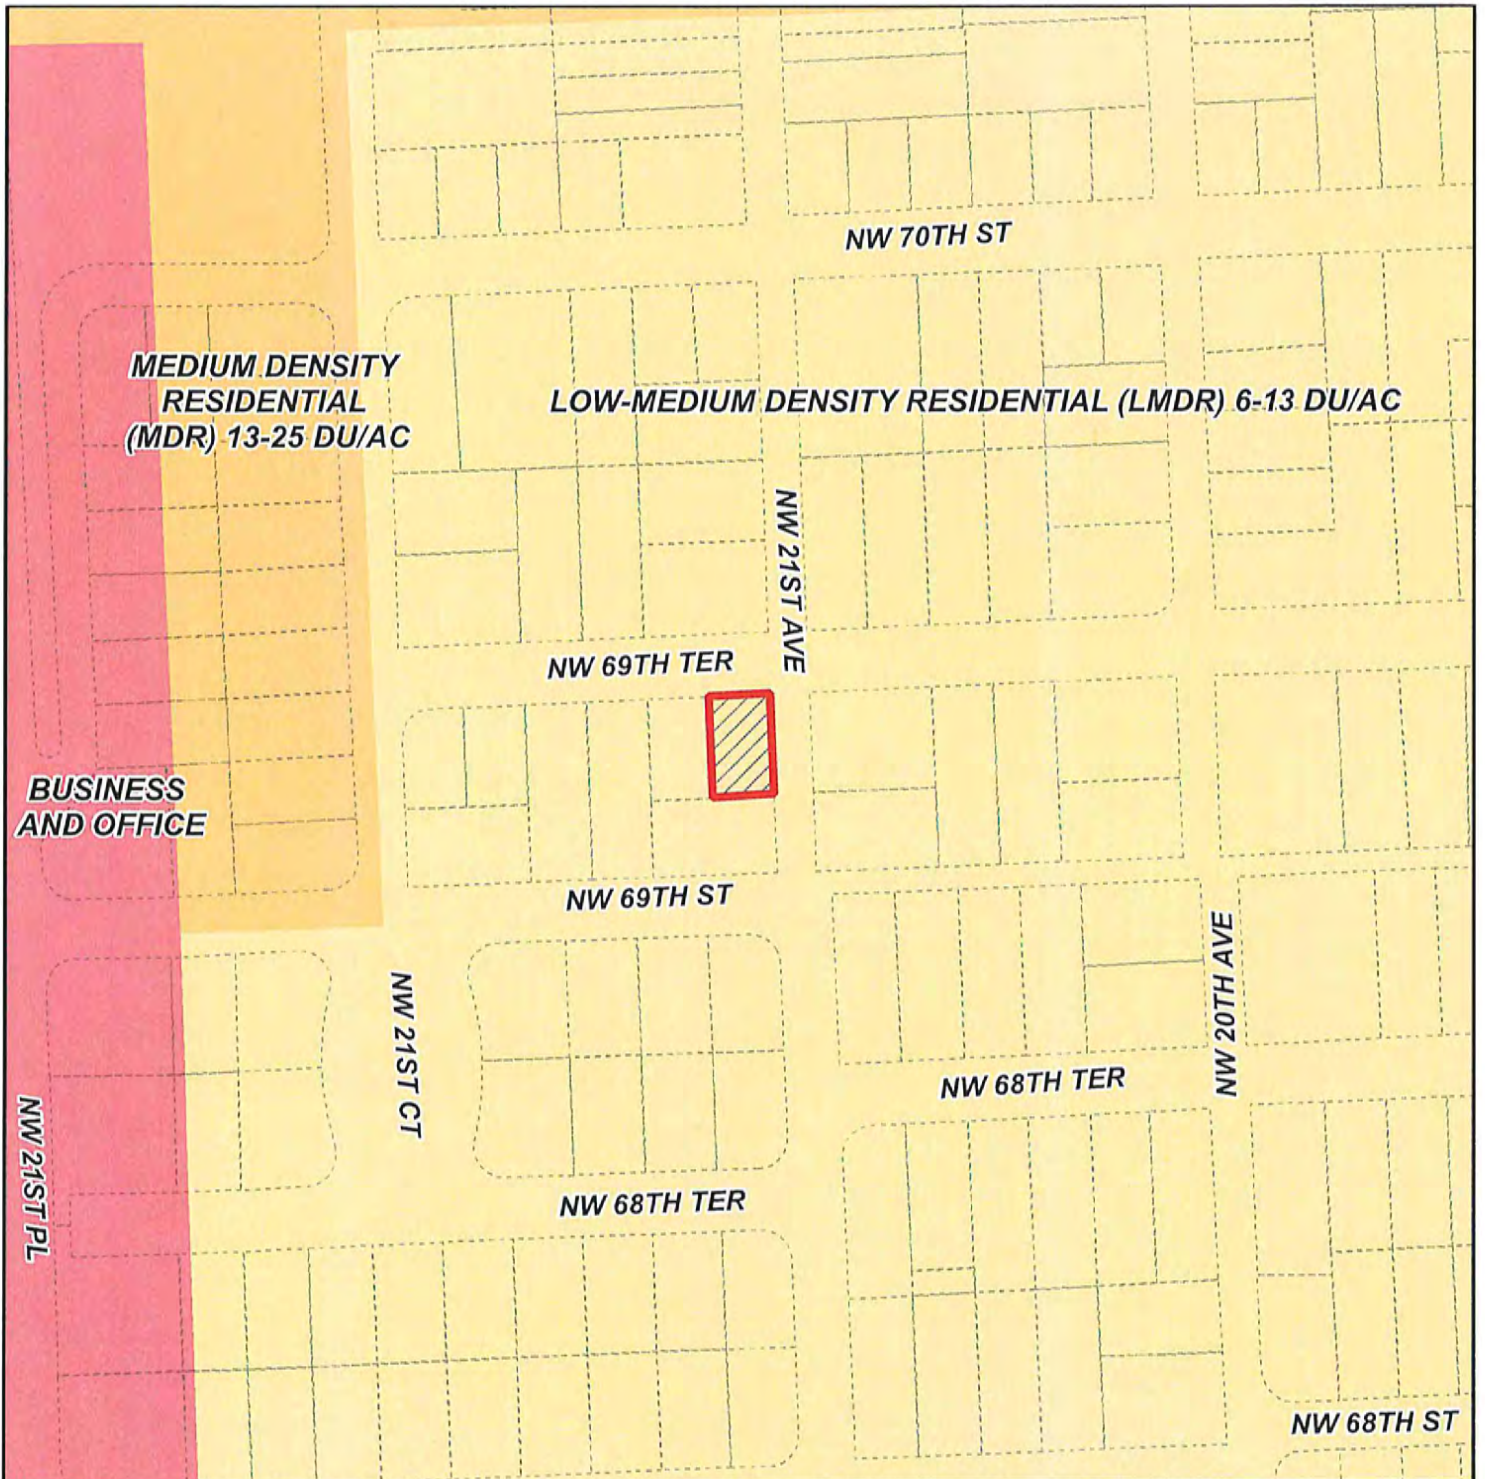 NW 70TH ST
MEDIUM DENSITY
RESIDENTIAL
(MDR) 13-25 DU/AC
LOW-MEDIUM DENSITY RESIDENTIAL (LMDR) 6-13 DU/AC
NW 21ST AVE
NW 69TH TER
BUSINESS
AND OFFICE
NW 69TH ST
NW 21ST CT
NW 20TH AVE
NW 68TH TER
NW 21ST PL
NW 68TH TER
NW 68TH ST